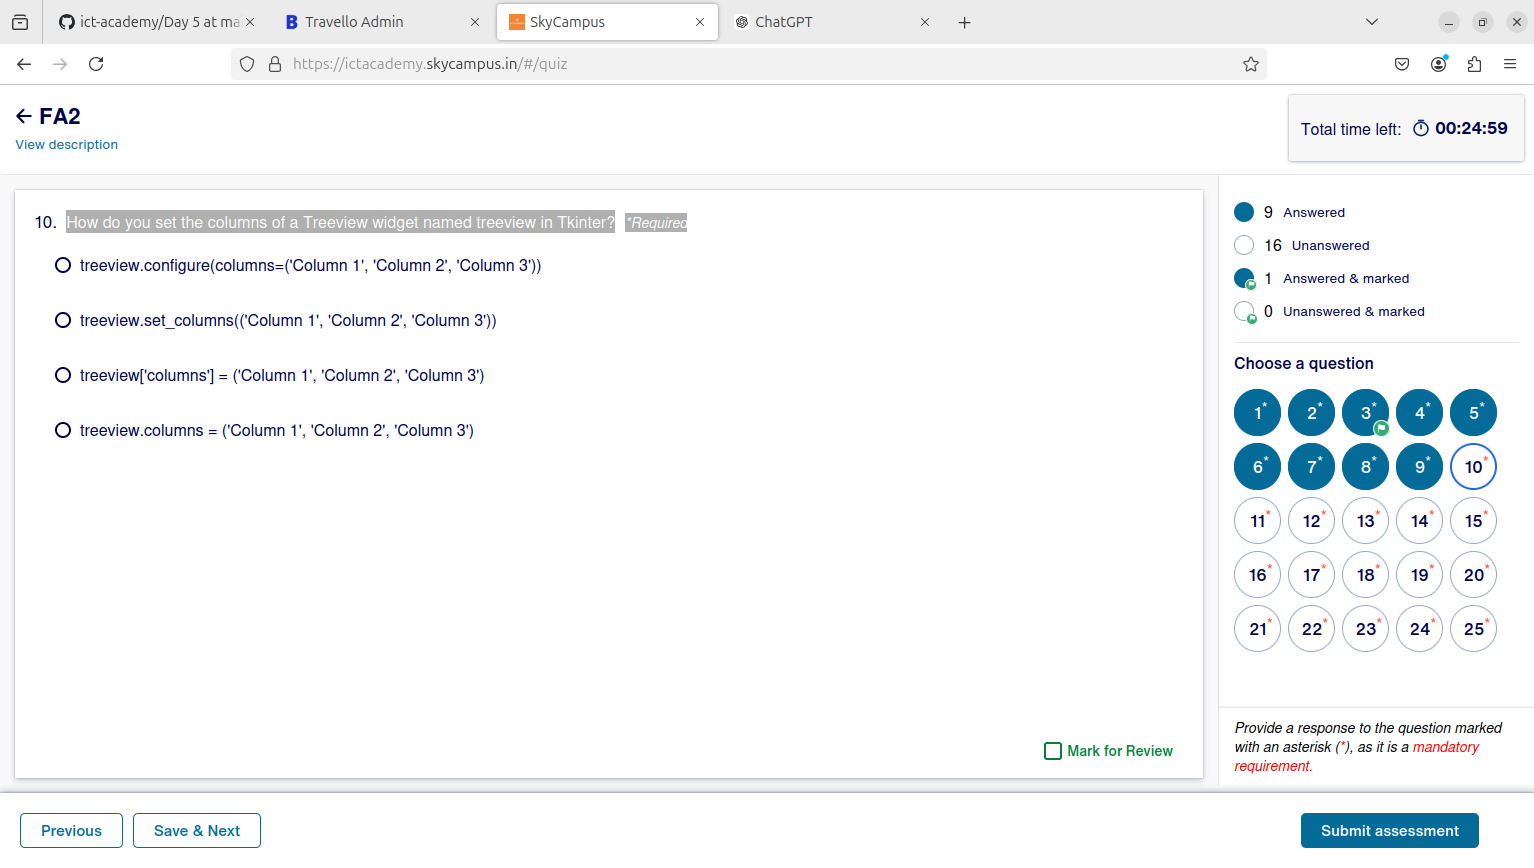 ict-academy/Day 5 at ma
Travello Admin
SkyCampus
ChatGPT
https://ictacademy.skycampus.in/#/quiz
FA2
View description
Total time left: 00:24:59
10. How do you set the columns of a Treeview widget named treeview in Tkinter? *Required
treeview.configure(columns=('Column 1', 'Column 2', 'Column 3'))
treeview.set_columns(('Column 1', 'Column 2', 'Column 3'))
treeview['columns'] = ('Column 1', 'Column 2', 'Column 3')
treeview.columns = ('Column 1', 'Column 2', 'Column 3')
Mark for Review
9 Answered
16 Unanswered
1 Answered & marked
0 Unanswered & marked
Choose a question
1* 2* 3* 4* 5*
6* 7* 8* 9* 10*
11* 12* 13* 14* 15*
16* 17* 18* 19* 20*
21* 22* 23* 24* 25*
Provide a response to the question marked
with an asterisk (*), as it is a mandatory
requirement.
Previous
Save & Next
Submit assessment